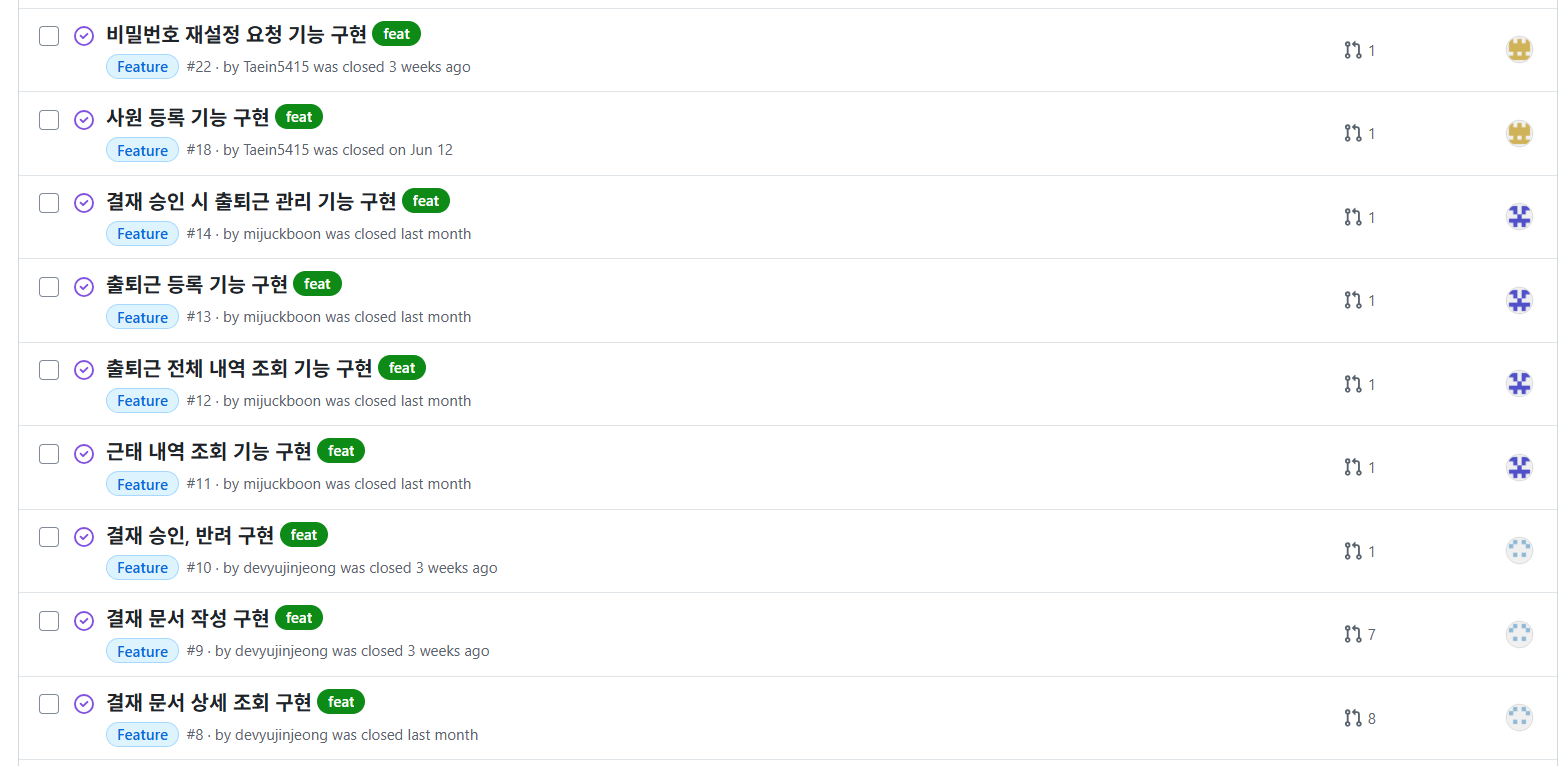 비밀번호 재설정 요청 기능 구현 feat 1
Feature #22 · by Taein5415 was closed 3 weeks ago
사원 등록 기능 구현 feat 1
Feature #18 · by Taein5415 was closed on Jun 12
결재 승인 시 출퇴근 관리 기능 구현 feat 1
Feature #14 · by mijuckboon was closed last month
출퇴근 등록 기능 구현 feat 1
Feature #13 · by mijuckboon was closed last month
출퇴근 전체 내역 조회 기능 구현 feat 1
Feature #12 · by mijuckboon was closed last month
근태 내역 조회 기능 구현 feat 1
Feature #11 · by mijuckboon was closed last month
결재 승인, 반려 구현 feat 1
Feature #10 · by devyujinjeong was closed 3 weeks ago
결재 문서 작성 구현 feat 7
Feature #9 · by devyujinjeong was closed 3 weeks ago
결재 문서 상세 조회 구현 feat 8
Feature #8 · by devyujinjeong was closed last month